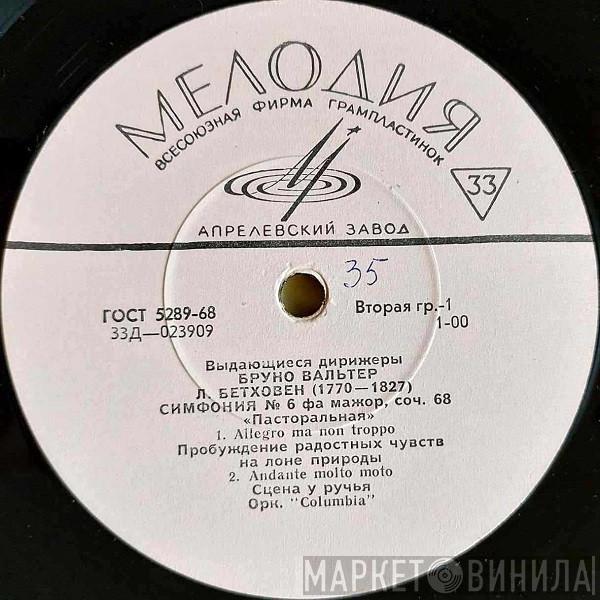 МЕЛОДИЯ
ВСЕСОЮЗНАЯ ФИРМА ГРАМПЛАСТИНОК
33
АПРЕЛЕВСКИЙ ЗАВОД
35
ГОСТ 5289-68
33Д—023909
Вторая гр.-1
1-00
Выдающиеся дирижеры
БРУНО ВАЛЬТЕР
Л. БЕТХОВЕН (1770—1827)
СИМФОНИЯ № 6 фа мажор, соч. 68
«Пасторальная»
1. Allegro ma non troppo
Пробуждение радостных чувств
на лоне природы
2. Andante molto moto
Сцена у ручья
Орк. "Columbia"
МАРКЕТ ВИНИЛА